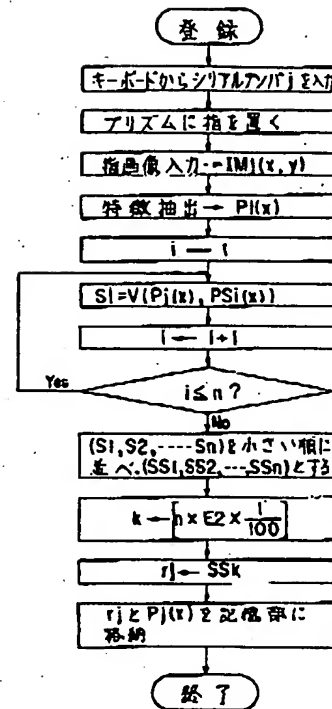 登録
キーボードからシリアルナンバjを入力
プリズムに指を置く
指画像入力→IMj(x,y)
特徴抽出→Pj(x)
i ← 1
Si=V(Pj(x), PSi(x))
i ← i+1
Yes
i≤n?
No
(S1,S2,----Sn)を小さい順に
並べ、(SS1,SS2,---SSn)とする
k←[n×E2×1/100]
rj← SSk
rjとPj(x)を記憶部に
格納
終了